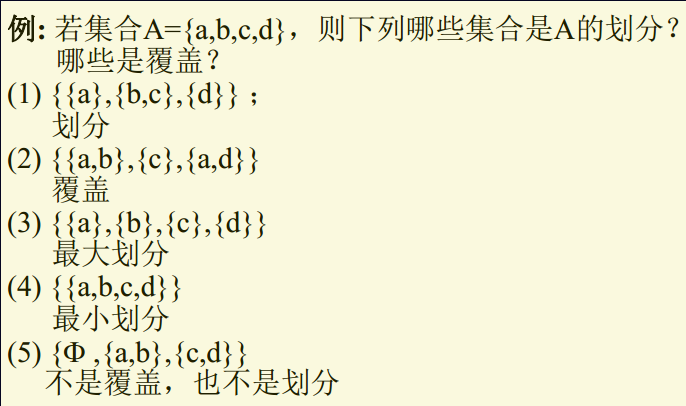 例: 若集合A={a,b,c,d}，则下列哪些集合是A的划分？
哪些是覆盖？
(1) {{a},{b,c},{d}}；
划分
(2) {{a,b},{c},{a,d}}
覆盖
(3) {{a},{b},{c},{d}}
最大划分
(4) {{a,b,c,d}}
最小划分
(5) {Φ ,{a,b},{c,d}}
不是覆盖，也不是划分